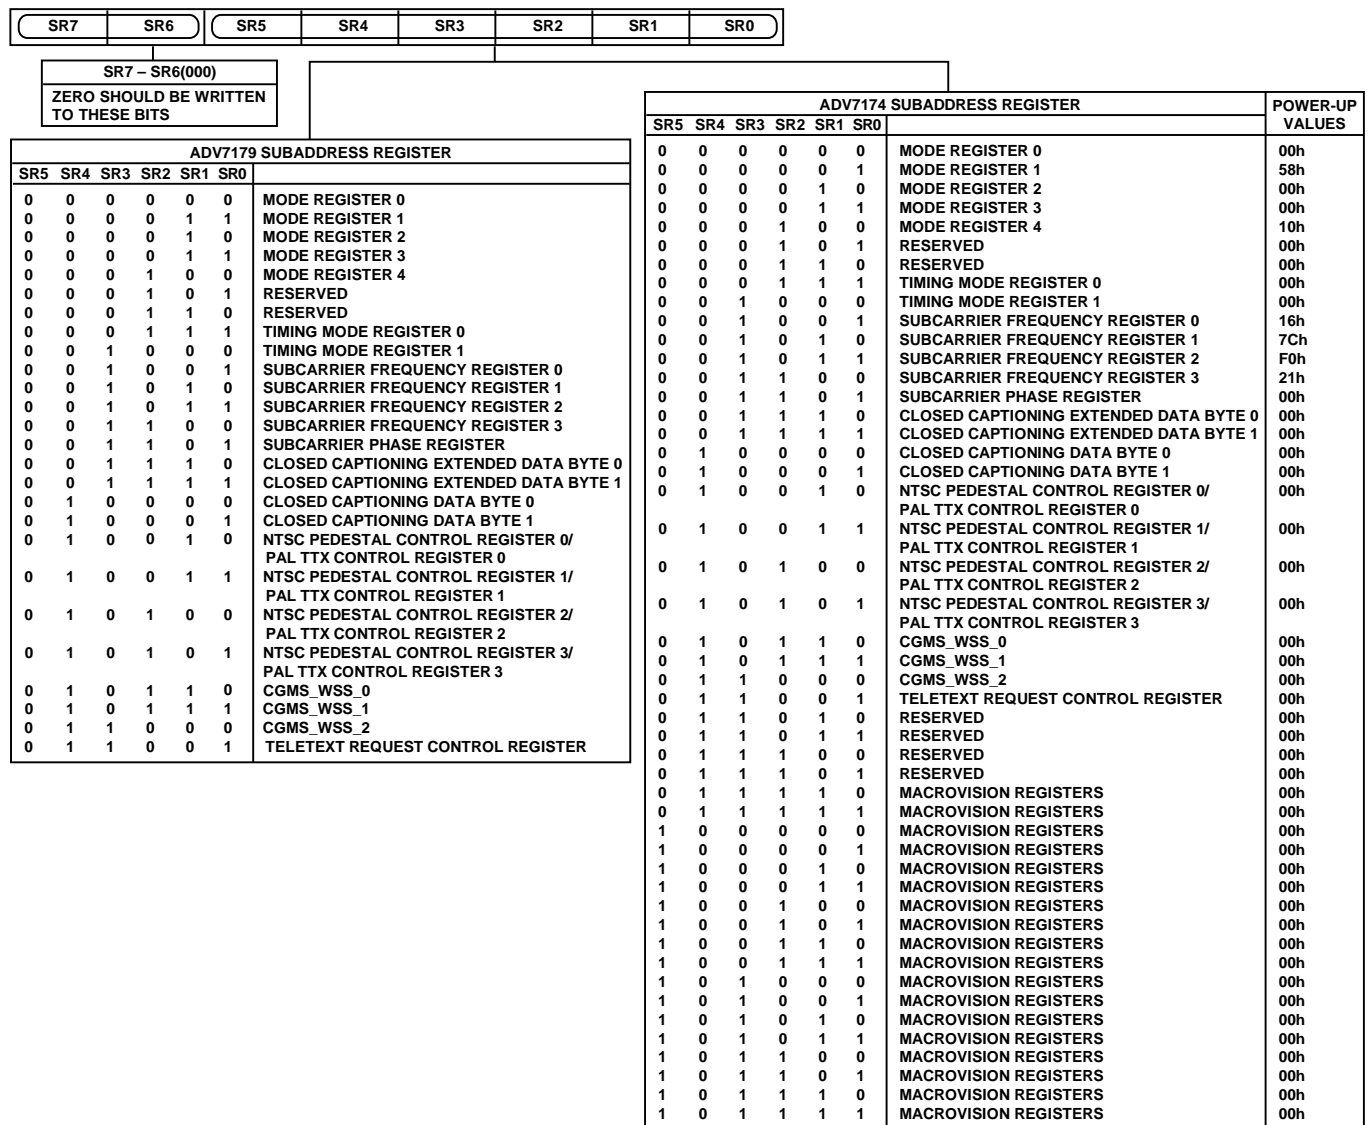 SR7 SR6 SR5 SR4 SR3 SR2 SR1 SR0
SR7 – SR6(000)
ZERO SHOULD BE WRITTEN
TO THESE BITS
ADV7179 SUBADDRESS REGISTER
SR5 SR4 SR3 SR2 SR1 SR0
0 0 0 0 0 0 MODE REGISTER 0
0 0 0 0 1 1 MODE REGISTER 1
0 0 0 0 1 0 MODE REGISTER 2
0 0 0 0 1 1 MODE REGISTER 3
0 0 0 1 0 0 MODE REGISTER 4
0 0 0 1 0 1 RESERVED
0 0 0 1 1 0 RESERVED
0 0 0 1 1 1 TIMING MODE REGISTER 0
0 0 1 0 0 0 TIMING MODE REGISTER 1
0 0 1 0 0 1 SUBCARRIER FREQUENCY REGISTER 0
0 0 1 0 1 0 SUBCARRIER FREQUENCY REGISTER 1
0 0 1 0 1 1 SUBCARRIER FREQUENCY REGISTER 2
0 0 1 1 0 0 SUBCARRIER FREQUENCY REGISTER 3
0 0 1 1 0 1 SUBCARRIER PHASE REGISTER
0 0 1 1 1 0 CLOSED CAPTIONING EXTENDED DATA BYTE 0
0 0 1 1 1 1 CLOSED CAPTIONING EXTENDED DATA BYTE 1
0 1 0 0 0 0 CLOSED CAPTIONING DATA BYTE 0
0 1 0 0 0 1 CLOSED CAPTIONING DATA BYTE 1
0 1 0 0 1 0 NTSC PEDESTAL CONTROL REGISTER 0/
PAL TTX CONTROL REGISTER 0
0 1 0 0 1 1 NTSC PEDESTAL CONTROL REGISTER 1/
PAL TTX CONTROL REGISTER 1
0 1 0 1 0 0 NTSC PEDESTAL CONTROL REGISTER 2/
PAL TTX CONTROL REGISTER 2
0 1 0 1 0 1 NTSC PEDESTAL CONTROL REGISTER 3/
PAL TTX CONTROL REGISTER 3
0 1 0 1 1 0 CGMS_WSS_0
0 1 0 1 1 1 CGMS_WSS_1
0 1 1 0 0 0 CGMS_WSS_2
0 1 1 0 0 1 TELETEXT REQUEST CONTROL REGISTER
ADV7174 SUBADDRESS REGISTER POWER-UP
SR5 SR4 SR3 SR2 SR1 SR0 VALUES
0 0 0 0 0 0 MODE REGISTER 0 00h
0 0 0 0 0 1 MODE REGISTER 1 58h
0 0 0 0 1 0 MODE REGISTER 2 00h
0 0 0 0 1 1 MODE REGISTER 3 00h
0 0 0 1 0 0 MODE REGISTER 4 10h
0 0 0 1 0 1 RESERVED 00h
0 0 0 1 1 0 RESERVED 00h
0 0 0 1 1 1 TIMING MODE REGISTER 0 00h
0 0 1 0 0 0 TIMING MODE REGISTER 1 00h
0 0 1 0 0 1 SUBCARRIER FREQUENCY REGISTER 0 16h
0 0 1 0 1 0 SUBCARRIER FREQUENCY REGISTER 1 7Ch
0 0 1 0 1 1 SUBCARRIER FREQUENCY REGISTER 2 F0h
0 0 1 1 0 0 SUBCARRIER FREQUENCY REGISTER 3 21h
0 0 1 1 0 1 SUBCARRIER PHASE REGISTER 00h
0 0 1 1 1 0 CLOSED CAPTIONING EXTENDED DATA BYTE 0 00h
0 0 1 1 1 1 CLOSED CAPTIONING EXTENDED DATA BYTE 1 00h
0 1 0 0 0 0 CLOSED CAPTIONING DATA BYTE 0 00h
0 1 0 0 0 1 CLOSED CAPTIONING DATA BYTE 1 00h
0 1 0 0 1 0 NTSC PEDESTAL CONTROL REGISTER 0/ 00h
PAL TTX CONTROL REGISTER 0
0 1 0 0 1 1 NTSC PEDESTAL CONTROL REGISTER 1/ 00h
PAL TTX CONTROL REGISTER 1
0 1 0 1 0 0 NTSC PEDESTAL CONTROL REGISTER 2/ 00h
PAL TTX CONTROL REGISTER 2
0 1 0 1 0 1 NTSC PEDESTAL CONTROL REGISTER 3/ 00h
PAL TTX CONTROL REGISTER 3
0 1 0 1 1 0 CGMS_WSS_0 00h
0 1 0 1 1 1 CGMS_WSS_1 00h
0 1 1 0 0 0 CGMS_WSS_2 00h
0 1 1 0 0 1 TELETEXT REQUEST CONTROL REGISTER 00h
0 1 1 0 1 0 RESERVED 00h
0 1 1 0 1 1 RESERVED 00h
0 1 1 1 0 0 RESERVED 00h
0 1 1 1 0 1 RESERVED 00h
0 1 1 1 1 0 MACROVISION REGISTERS 00h
0 1 1 1 1 1 MACROVISION REGISTERS 00h
1 0 0 0 0 0 MACROVISION REGISTERS 00h
1 0 0 0 0 1 MACROVISION REGISTERS 00h
1 0 0 0 1 0 MACROVISION REGISTERS 00h
1 0 0 0 1 1 MACROVISION REGISTERS 00h
1 0 0 1 0 0 MACROVISION REGISTERS 00h
1 0 0 1 0 1 MACROVISION REGISTERS 00h
1 0 0 1 1 0 MACROVISION REGISTERS 00h
1 0 0 1 1 1 MACROVISION REGISTERS 00h
1 0 1 0 0 0 MACROVISION REGISTERS 00h
1 0 1 0 0 1 MACROVISION REGISTERS 00h
1 0 1 0 1 0 MACROVISION REGISTERS 00h
1 0 1 0 1 1 MACROVISION REGISTERS 00h
1 0 1 1 0 0 MACROVISION REGISTERS 00h
1 0 1 1 0 1 MACROVISION REGISTERS 00h
1 0 1 1 1 0 MACROVISION REGISTERS 00h
1 0 1 1 1 1 MACROVISION REGISTERS 00h